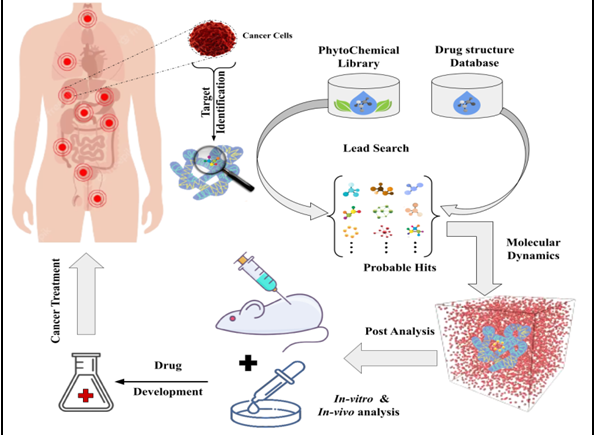 Cancer Cells
Target
Identification
PhytoChemical
Library
Drug structure
Database
Lead Search
Probable Hits
Molecular
Dynamics
Post Analysis
In-vitro &
In-vivo analysis
Drug
Development
Cancer Treatment